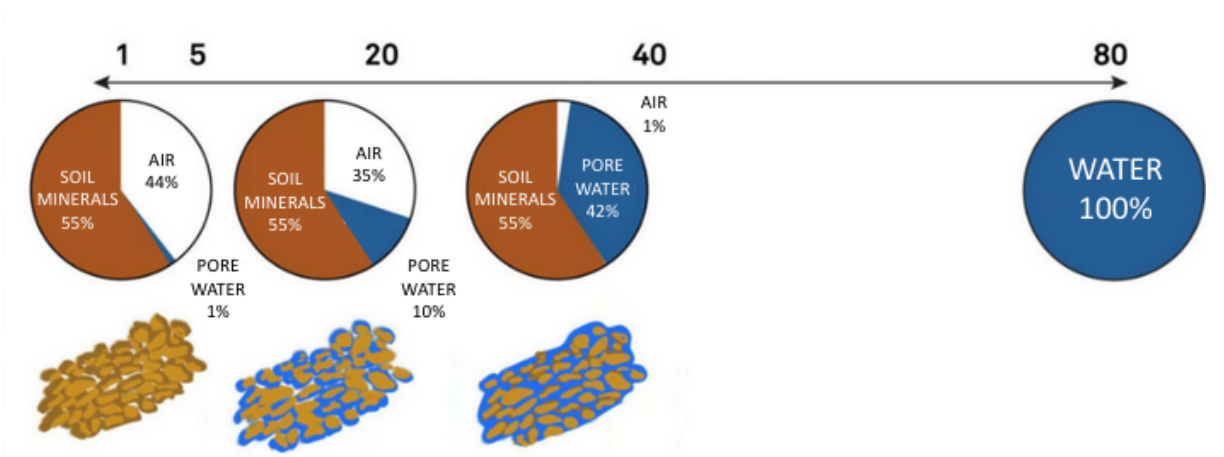 1 5 20 40 80
AIR
44%
SOIL
MINERALS
55%
PORE
WATER
1%
AIR
35%
SOIL
MINERALS
55%
PORE
WATER
10%
AIR
1%
SOIL
MINERALS
55%
PORE
WATER
42%
WATER
100%